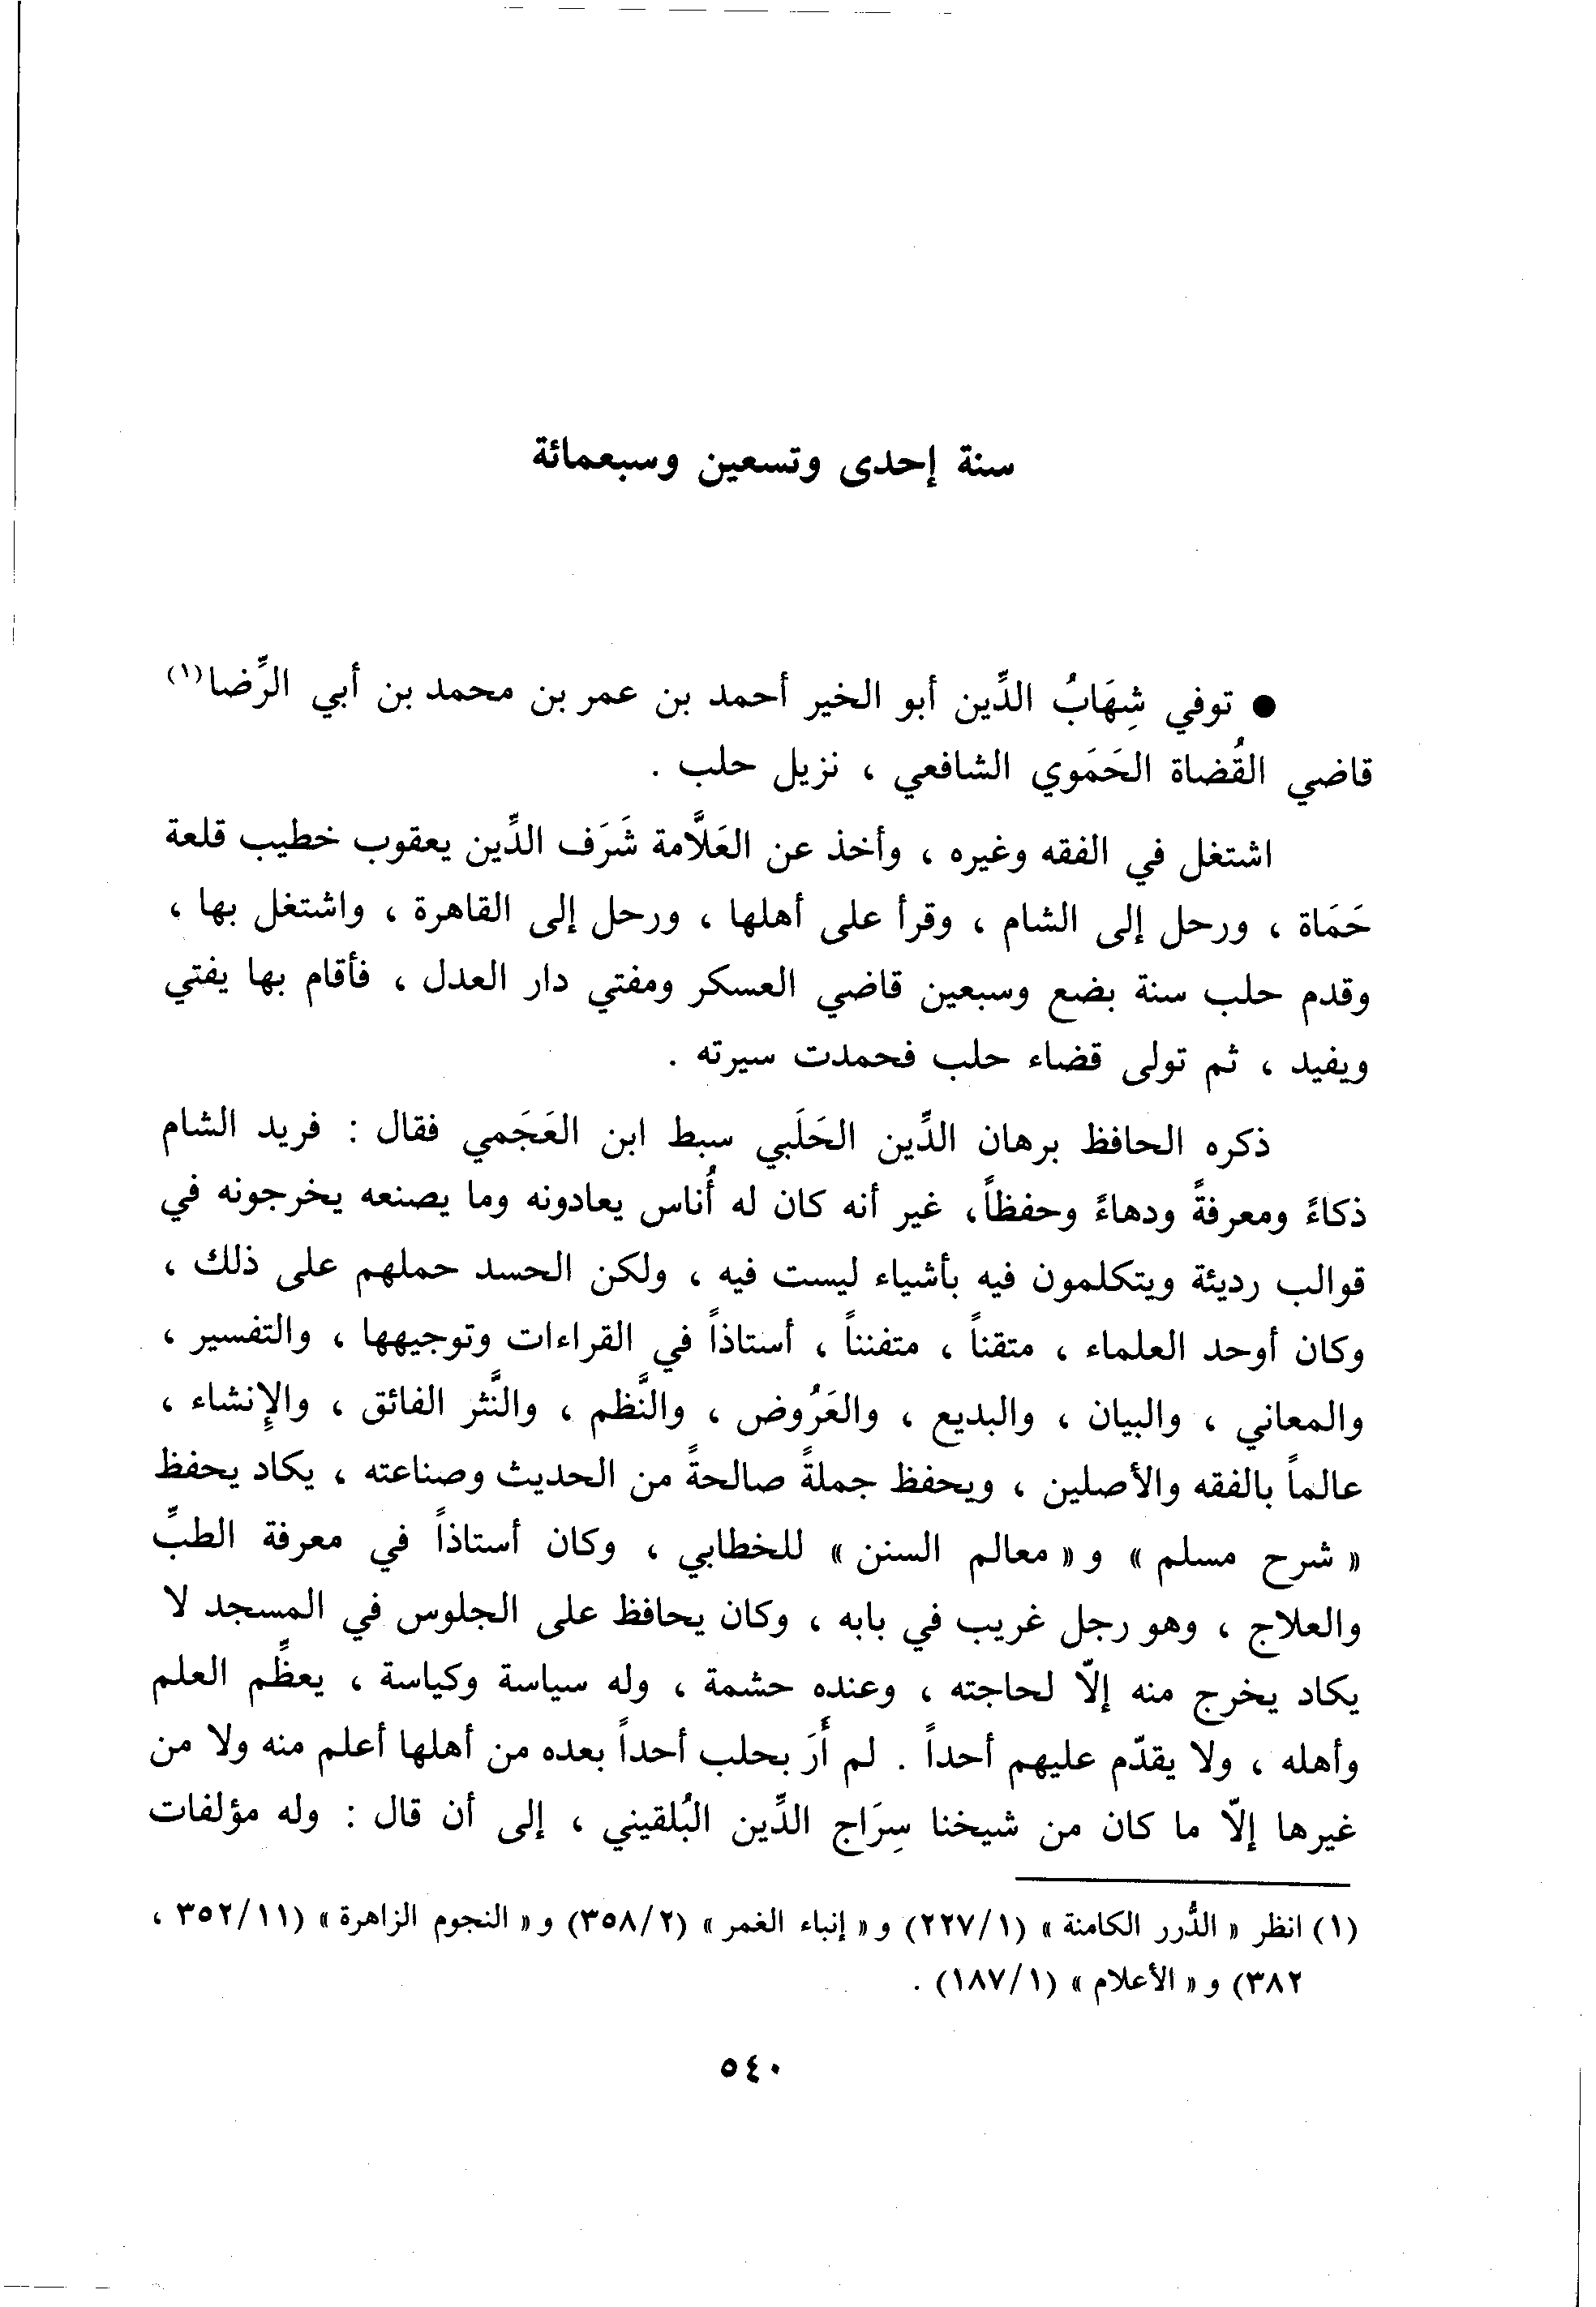 سنة إحدى وتسعين وسبعمائة
● توفي شِهَابُ الدِّين أبو الخير أحمد بن عمر بن محمد بن أبي الرِّضا(١)
قاضي القُضاة الحَمَوي الشافعي ، نزيل حلب .
اشتغل في الفقه وغيره ، وأخذ عن العَلَّامة شَرَف الدِّين يعقوب خطيب قلعة
حَمَاة ، ورحل إلى الشام ، وقرأ على أهلها ، ورحل إلى القاهرة ، واشتغل بها ،
وقدم حلب سنة بضع وسبعين قاضي العسكر ومفتي دار العدل ، فأقام بها يفتي
ويفيد ، ثم تولى قضاء حلب فحمدت سيرته .
ذكره الحافظ برهان الدِّين الحَلَبي سبط ابن العَجَمي فقال : فريد الشام
ذكاءً ومعرفةً ودهاءً وحفظاً، غير أنه كان له أُناس يعادونه وما يصنعه يخرجونه في
قوالب رديئة ويتكلمون فيه بأشياء ليست فيه ، ولكن الحسد حملهم على ذلك ،
وكان أوحد العلماء ، متقناً ، متفنناً ، أستاذاً في القراءات وتوجيهها ، والتفسير ،
والمعاني ، والبيان ، والبديع ، والعَرُوض ، والنَّظم ، والنَّثر الفائق ، والإِنشاء ،
عالماً بالفقه والأصلين ، ويحفظ جملةً صالحةً من الحديث وصناعته ، يكاد يحفظ
« شرح مسلم » و « معالم السنن » للخطابي ، وكان أستاذاً في معرفة الطبِّ
والعلاج ، وهو رجل غريب في بابه ، وكان يحافظ على الجلوس في المسجد لا
يكاد يخرج منه إلّا لحاجته ، وعنده حشمة ، وله سياسة وكياسة ، يعظِّم العلم
وأهله ، ولا يقدّم عليهم أحداً . لم أَرَ بحلب أحداً بعده من أهلها أعلم منه ولا من
غيرها إلّا ما كان من شيخنا سِرَاج الدِّين البُلقيني ، إلى أن قال : وله مؤلفات
(١) انظر « الدُّرر الكامنة » (٢٢٧/١) و « إنباء الغمر » (٣٥٨/٢) و « النجوم الزاهرة » (٣٥٢/١١ ،
٣٨٢) و « الأعلام » (١٨٧/١) .
٥٤٠